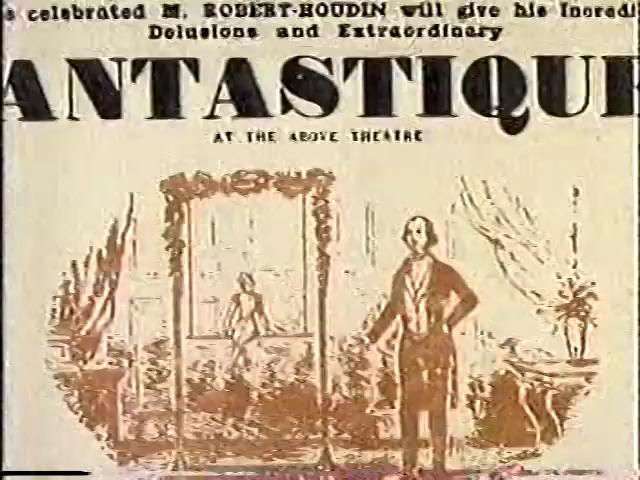 s celebrated M. ROBERT-HOUDIN will give his Incredi
Delusions and Extraordinary
ANTASTIQUE
AT THE ABOVE THEATRE